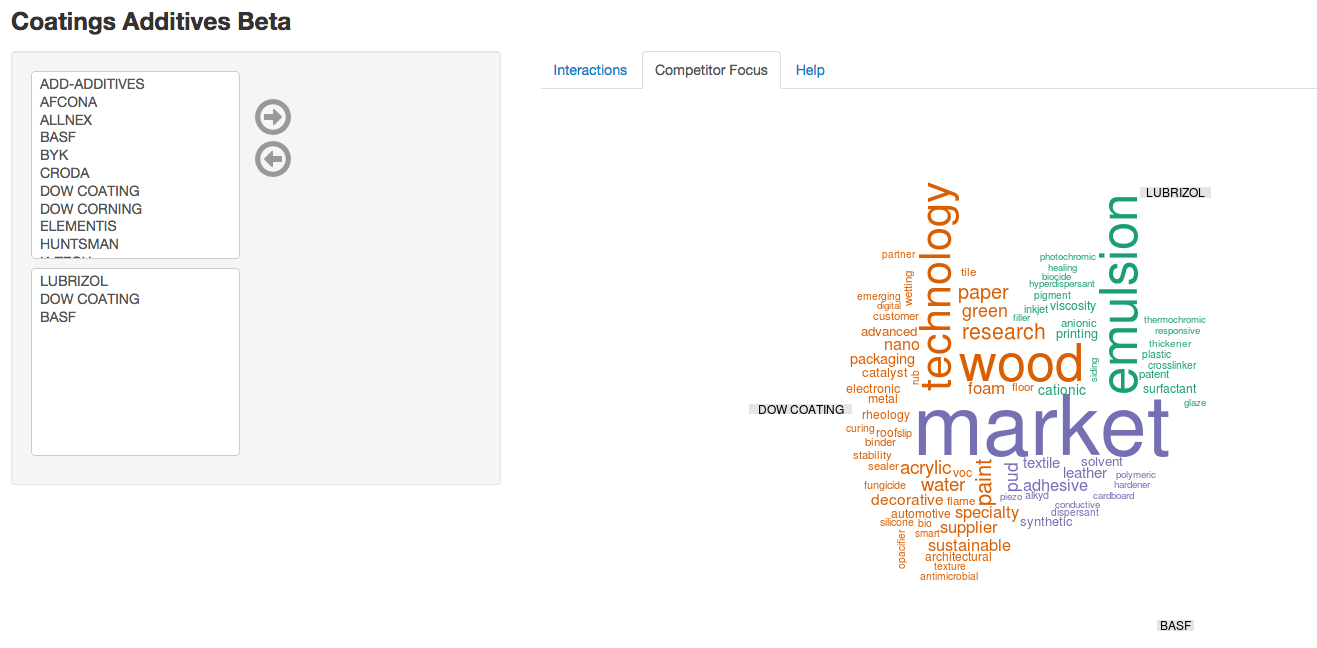 Coatings Additives Beta
ADD-ADDITIVES
AFCONA
ALLNEX
BASF
BYK
CRODA
DOW COATING
DOW CORNING
ELEMENTIS
HUNTSMAN
LUBRIZOL
DOW COATING
BASF
Interactions
Competitor Focus
Help
LUBRIZOL
technology
emulsion
partner
photochromic
tile
healing
wetting
biocide
hyperdispersant
emerging
paper
pigment
digital
green
inkjet
viscosity
customer
filler
thermochromic
advanced
research
anionic
printing
responsive
nano
thickener
packaging
wood
plastic
catalyst
rub
siding
crosslinker
patent
electronic
foam
floor
cationic
surfactant
metal
glaze
DOW COATING
rheology
market
curing
roof
slip
binder
stability
sealer
acrylic
voc
paint
pud
textile
solvent
leather
polymeric
fungicide
water
adhesive
hardener
decorative
flame
piezo
alkyd
cardboard
conductive
automotive
specialty
dispersant
silicone
bio
supplier
synthetic
smart
opacifier
sustainable
architectural
texture
antimicrobial
BASF